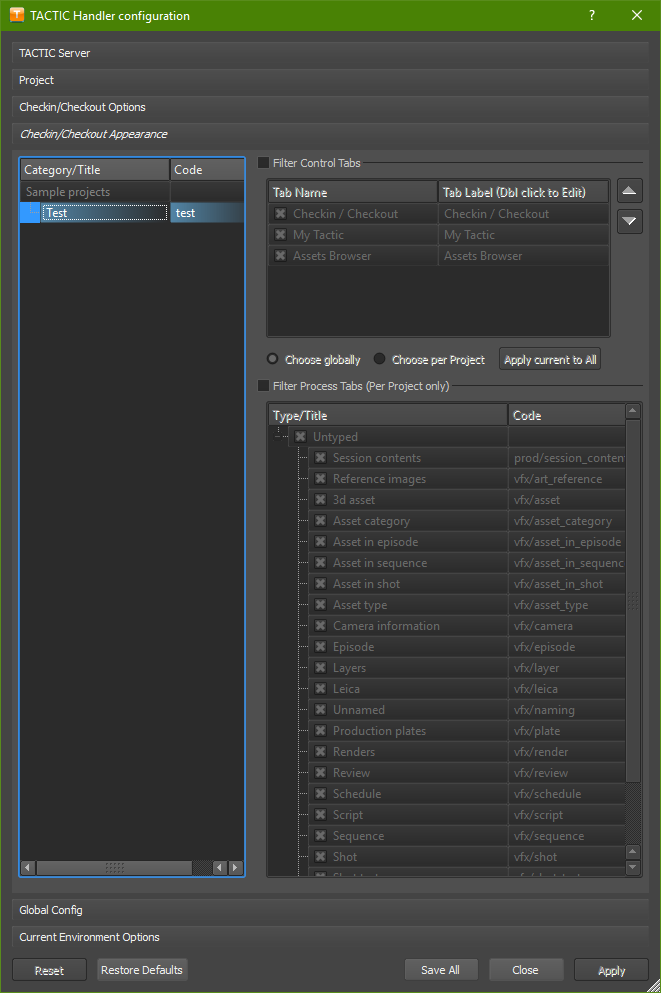 TACTIC Handler configuration
TACTIC Server
Project
Checkin/Checkout Options
Checkin/Checkout Appearance
Category/Title Code
Sample projects
Test test
Filter Control Tabs
Tab Name Tab Label (Dbl click to Edit)
Checkin / Checkout Checkin / Checkout
My Tactic My Tactic
Assets Browser Assets Browser
Choose globally Choose per Project Apply current to All
Filter Process Tabs (Per Project only)
Type/Title Code
Untyped
Session contents prod/session_conten
Reference images vfx/art_reference
3d asset vfx/asset
Asset category vfx/asset_category
Asset in episode vfx/asset_in_episode
Asset in sequence vfx/asset_in_sequenc
Asset in shot vfx/asset_in_shot
Asset type vfx/asset_type
Camera information vfx/camera
Episode vfx/episode
Layers vfx/layer
Leica vfx/leica
Unnamed vfx/naming
Production plates vfx/plate
Renders vfx/render
Review vfx/review
Schedule vfx/schedule
Script vfx/script
Sequence vfx/sequence
Shot vfx/shot
Global Config
Current Environment Options
Reset Restore Defaults Save All Close Apply